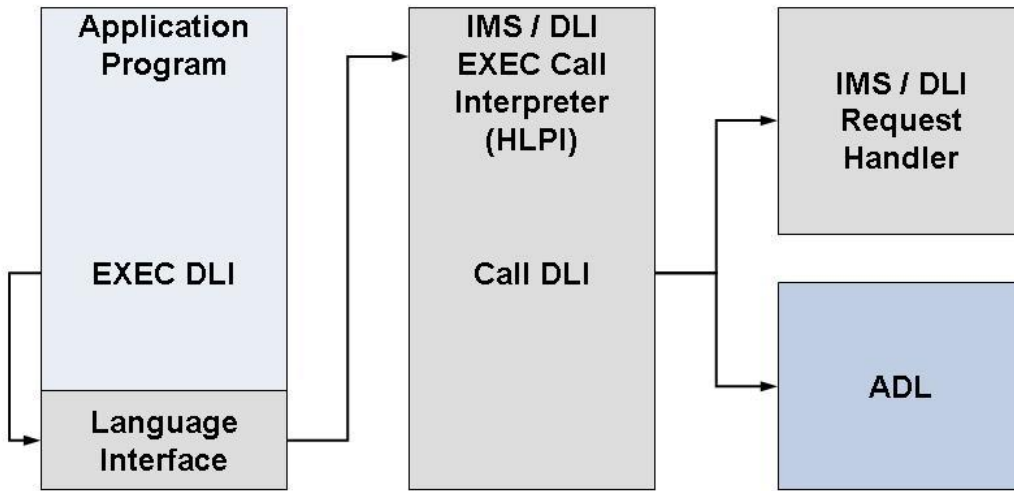 Application
Program
EXEC DLI
Language
Interface
IMS / DLI
EXEC Call
Interpreter
(HLPI)
Call DLI
IMS / DLI
Request
Handler
ADL